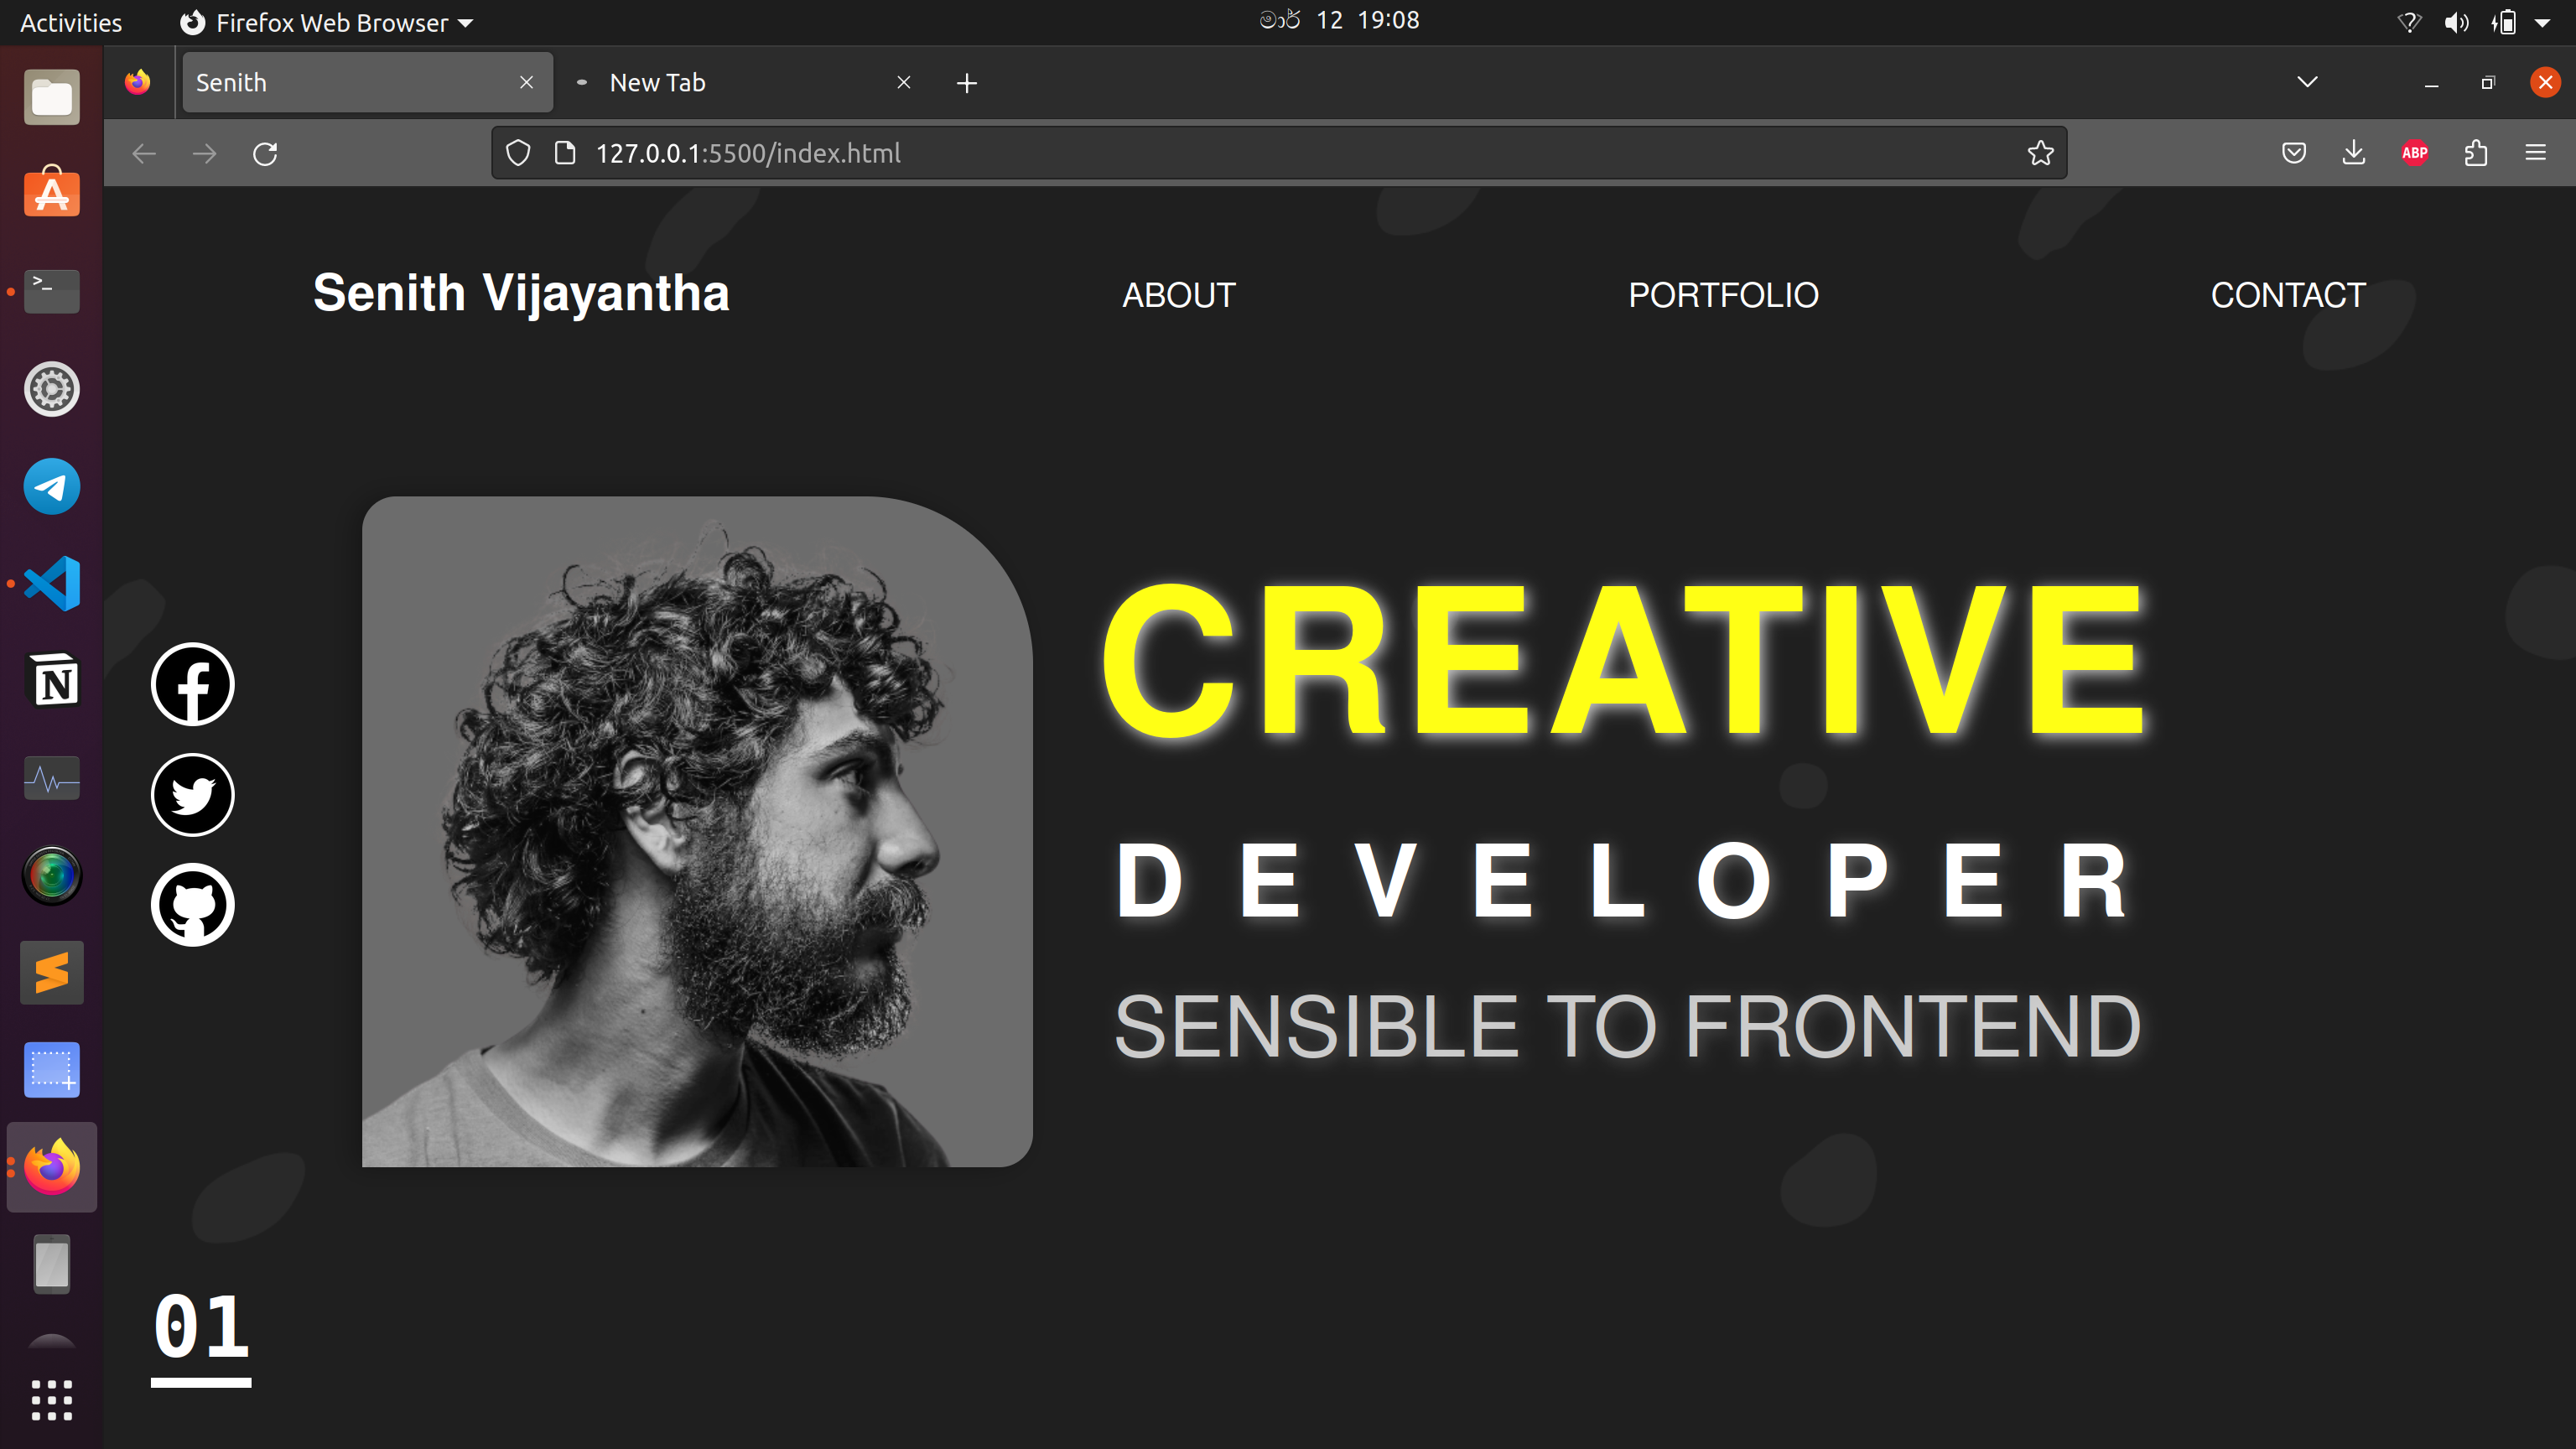 Activities
Firefox Web Browser
මාර් 12 19:08
Senith
New Tab
127.0.0.1:5500/index.html
ABP
Senith Vijayantha
ABOUT
PORTFOLIO
CONTACT
CREATIVE
DEVELOPER
SENSIBLE TO FRONTEND
01